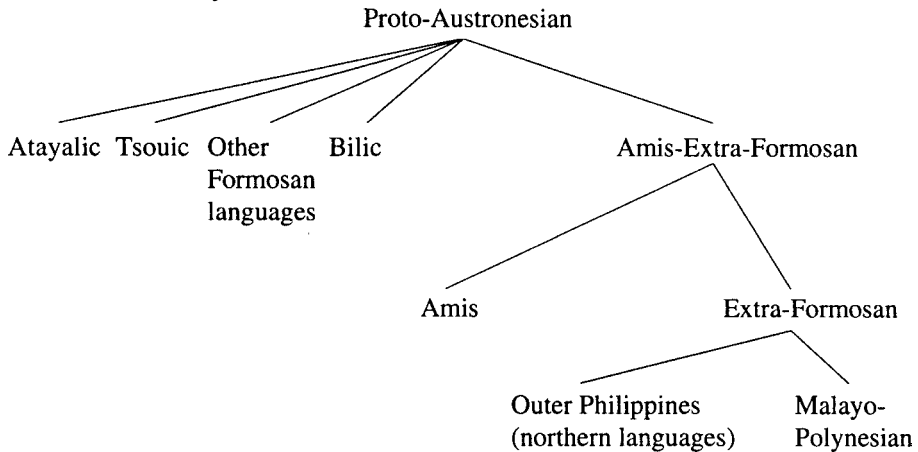 Proto-Austronesian
Atayalic Tsouic Other Formosan languages Bilic Amis-Extra-Formosan
Amis Extra-Formosan
Outer Philippines (northern languages) Malayo-Polynesian